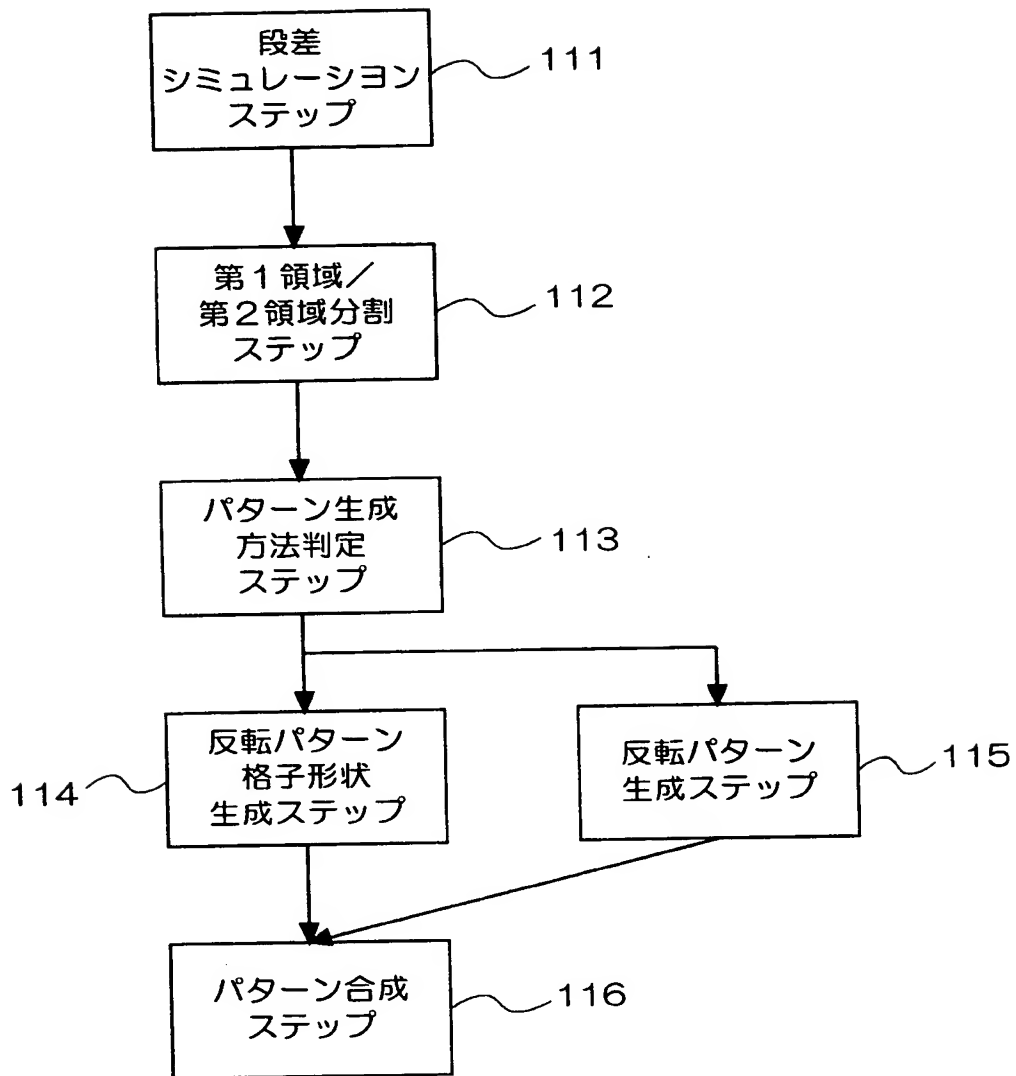 段差
シミュレーシヨン
ステップ
111
第1領域／
第2領域分割
ステップ
112
パターン生成
方法判定
ステップ
113
反転パターン
格子形状
生成ステップ
114
反転パターン
生成ステップ
115
パターン合成
ステップ
116